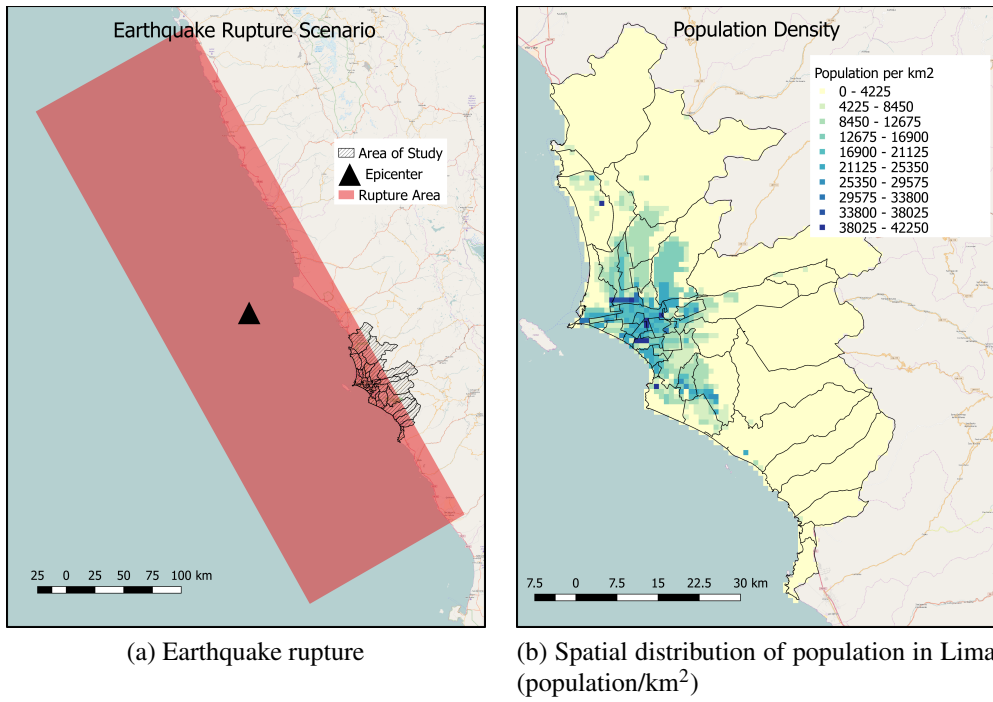 Earthquake Rupture Scenario
Area of Study
Epicenter
Rupture Area
25 0 25 50 75 100 km
(a) Earthquake rupture
Population Density
Population per km2
0 - 4225
4225 - 8450
8450 - 12675
12675 - 16900
16900 - 21125
21125 - 25350
25350 - 29575
29575 - 33800
33800 - 38025
38025 - 42250
7.5 0 7.5 15 22.5 30 km
(b) Spatial distribution of population in Lima
(population/km²)